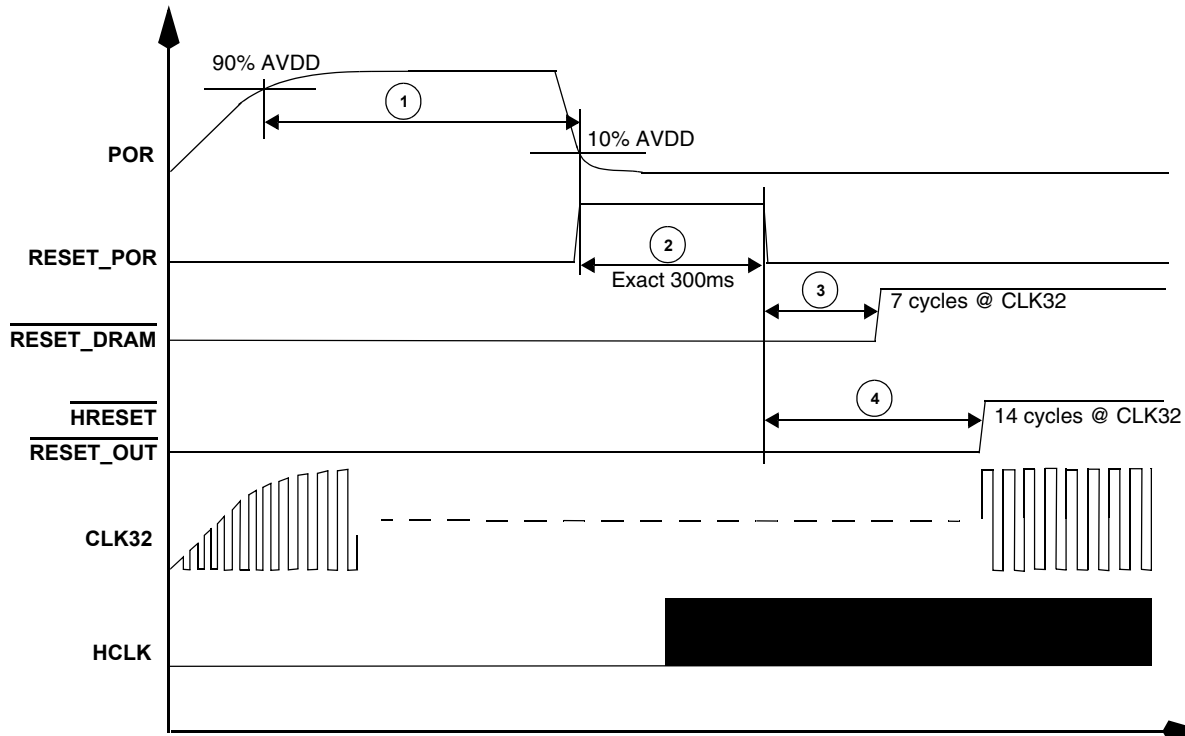 90% AVDD
1
10% AVDD
POR
2
RESET_POR
Exact 300ms
3
7 cycles @ CLK32
RESET_DRAM
4
HRESET
14 cycles @ CLK32
RESET_OUT
CLK32
HCLK